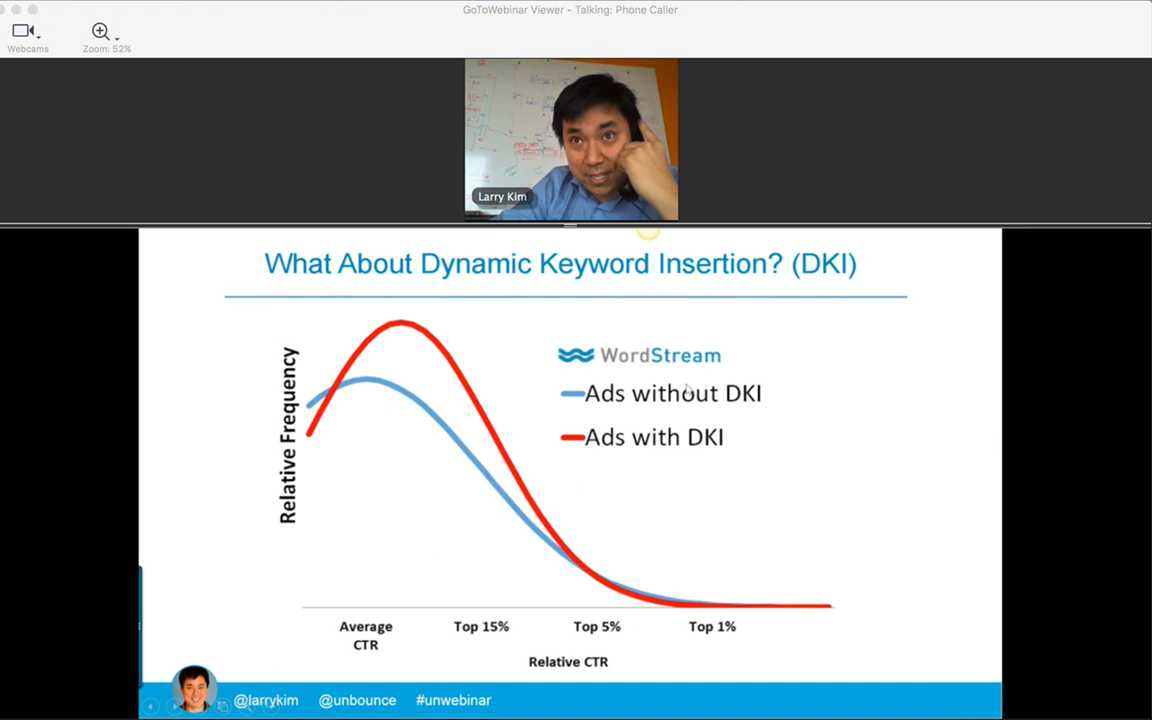 GoToWebinar Viewer - Talking: Phone Caller
Webcams
Zoom: 52%
Larry Kim
What About Dynamic Keyword Insertion? (DKI)
Relative Frequency
WordStream
Ads without DKI
Ads with DKI
Average
CTR
Top 15%
Top 5%
Top 1%
Relative CTR
@larrykim @unbounce #unwebinar